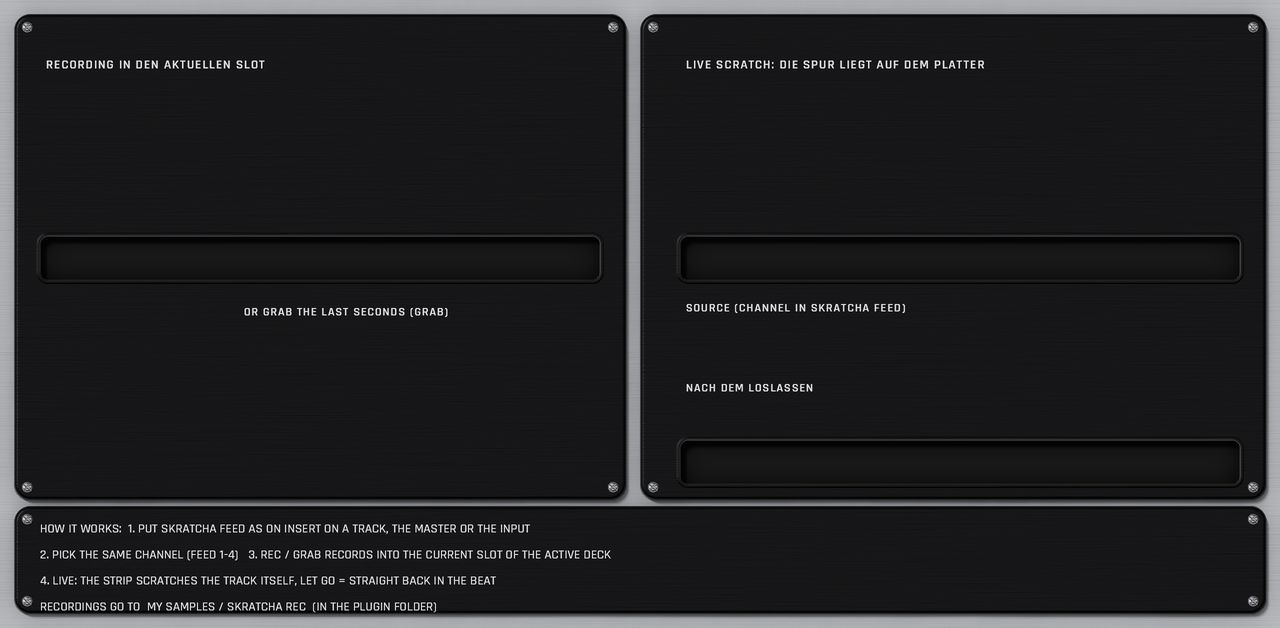 RECORDING IN DEN AKTUELLEN SLOT
LIVE SCRATCH: DIE SPUR LIEGT AUF DEM PLATTER
OR GRAB THE LAST SECONDS (GRAB)
SOURCE (CHANNEL IN SKRATCHA FEED)
NACH DEM LOSLASSEN
HOW IT WORKS: 1. PUT SKRATCHA FEED AS ON INSERT ON A TRACK, THE MASTER OR THE INPUT
2. PICK THE SAME CHANNEL (FEED 1-4) 3. REC / GRAB RECORDS INTO THE CURRENT SLOT OF THE ACTIVE DECK
4. LIVE: THE STRIP SCRATCHES THE TRACK ITSELF, LET GO = STRAIGHT BACK IN THE BEAT
RECORDINGS GO TO MY SAMPLES / SKRATCHA REC (IN THE PLUGIN FOLDER)